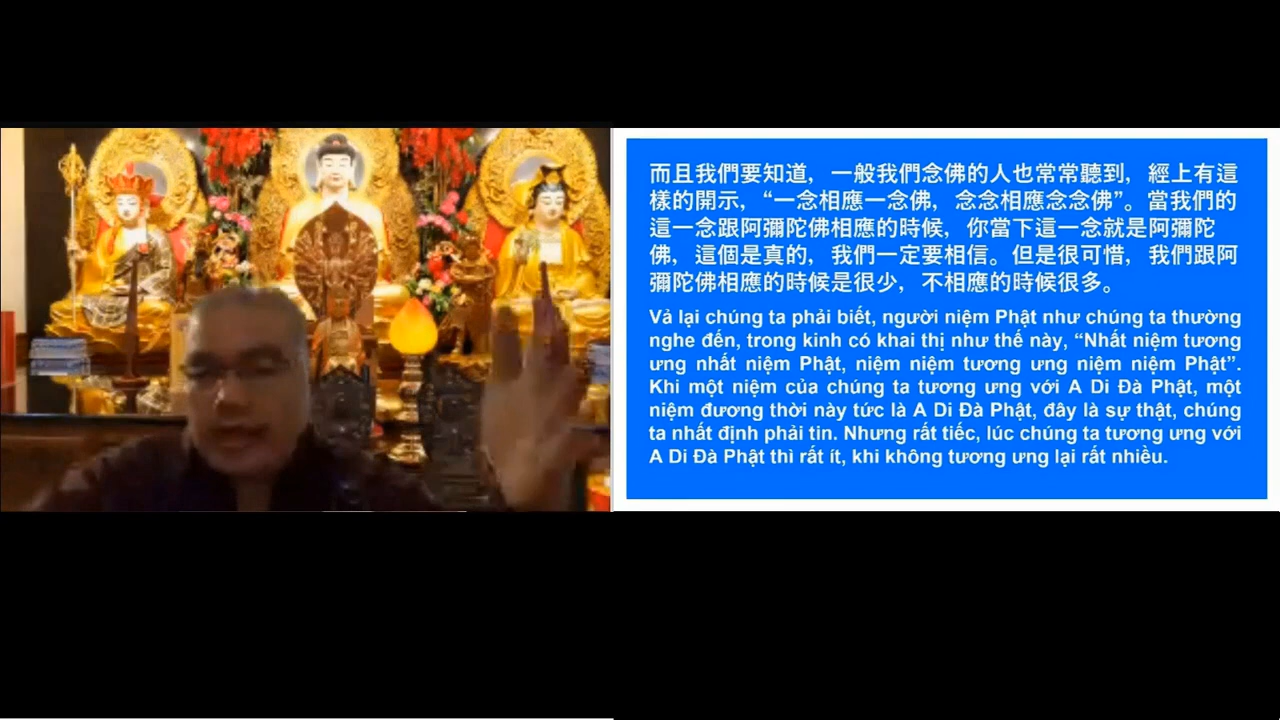 而且我們要知道，一般我們念佛的人也常常聽到，經上有這
樣的開示，“一念相應一念佛，念念相應念念佛”。當我們的
這一念跟阿彌陀佛相應的時候，你當下這一念就是阿彌陀
佛，這個是真的，我們一定要相信。但是很可惜，我們跟阿
彌陀佛相應的時候是很少，不相應的時候很多。
Vả lại chúng ta phải biết, người niệm Phật như chúng ta thường
nghe đến, trong kinh có khai thị như thế này, “Nhất niệm tương
ưng nhất niệm Phật, niệm niệm tương ưng niệm niệm Phật”.
Khi một niệm của chúng ta tương ưng với A Di Đà Phật, một
niệm đương thời này tức là A Di Đà Phật, đây là sự thật, chúng
ta nhất định phải tin. Nhưng rất tiếc, lúc chúng ta tương ưng với
A Di Đà Phật thì rất ít, khi không tương ưng lại rất nhiều.